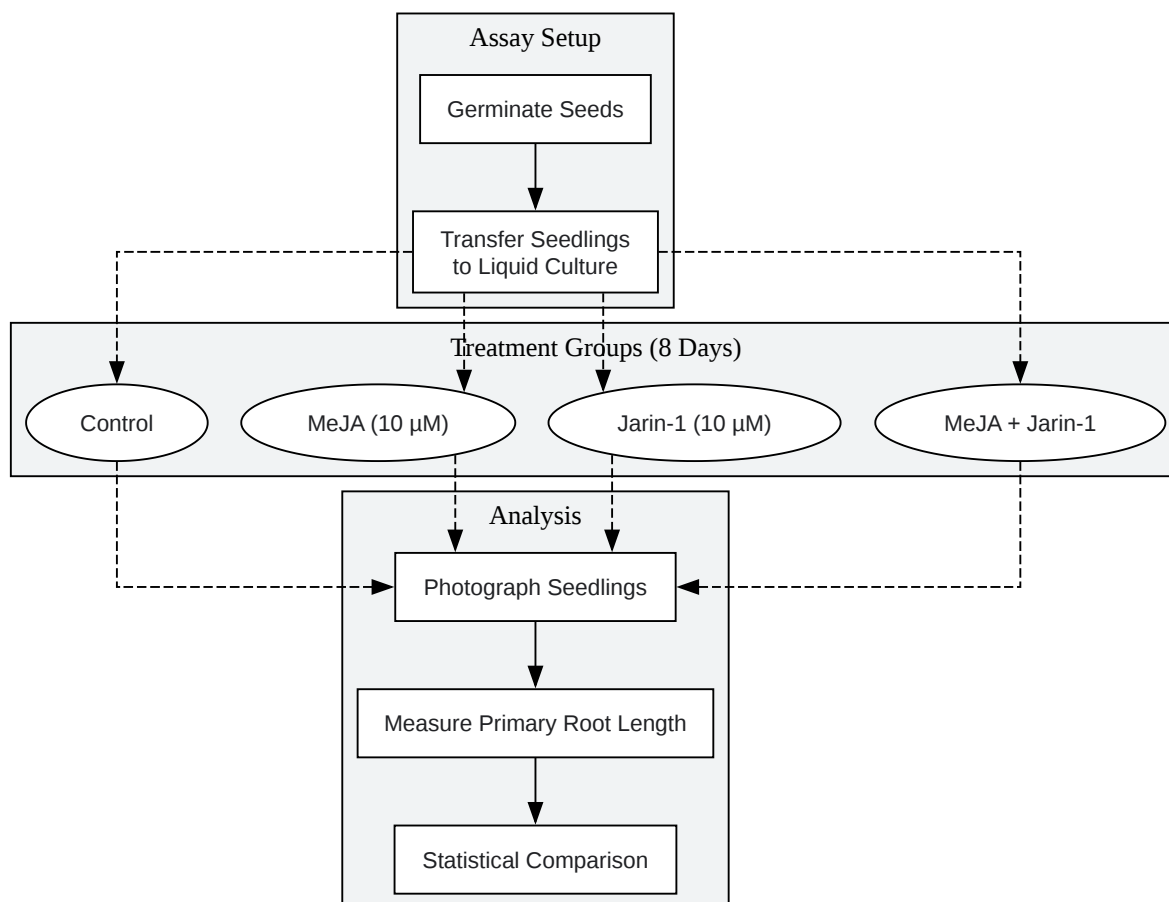 Assay Setup
Germinate Seeds
Transfer Seedlings
to Liquid Culture
Treatment Groups (8 Days)
Control
MeJA (10 µM)
Jarin-1 (10 µM)
MeJA + Jarin-1
Analysis
Photograph Seedlings
Measure Primary Root Length
Statistical Comparison